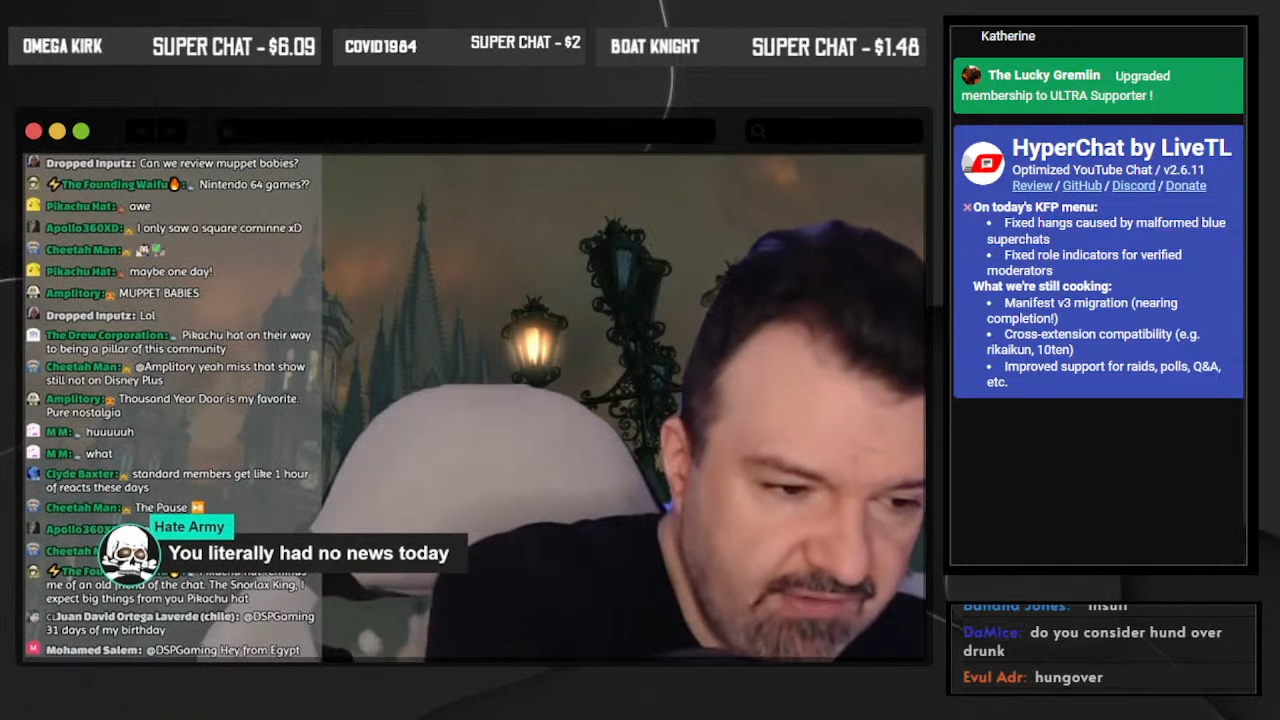 OMEGA KIRK SUPER CHAT - $6.09
COVID1984 SUPER CHAT - $2
BOAT KNIGHT SUPER CHAT - $1.48
Dropped Inputz: Can we review muppet babies?
The Founding Waifu: Nintendo 64 games??
Pikachu Hat: awe
Apollo360XD: I only saw a square corninne xD
Cheetah Man:
Pikachu Hat: maybe one day!
Amplitory: MUPPET BABIES
Dropped Inputz: Lol
The Drew Corporation: Pikachu hat on their way
to being a pillar of this community
Cheetah Man: @Amplitory yeah miss that show
still not on Disney Plus
Amplitory: Thousand Year Door is my favorite.
Pure nostalgia
M M: huuuuuh
M M: what
Clyde Baxter: standard members get like 1 hour
of reacts these days
Cheetah Man: The Pause
Hate Army
You literally had no news today
me of an old friend of the chat. The Snorlax King, I
expect big things from you Pikachu hat
Juan David Ortega Laverde (chile): @DSPGaming
31 days of my birthday
Mohamed Salem: @DSPGaming Hey from Egypt
Katherine
The Lucky Gremlin Upgraded
membership to ULTRA Supporter !
HyperChat by LiveTL
Optimized YouTube Chat / v2.6.11
Review / GitHub / Discord / Donate
On today's KFP menu:
• Fixed hangs caused by malformed blue
superchats
• Fixed role indicators for verified
moderators
What we're still cooking:
• Manifest v3 migration (nearing
completion!)
• Cross-extension compatibility (e.g.
rikaikun, 10ten)
• Improved support for raids, polls, Q&A,
etc.
Banana Jones:
DaMice: do you consider hund over
drunk
Evul Adr: hungover